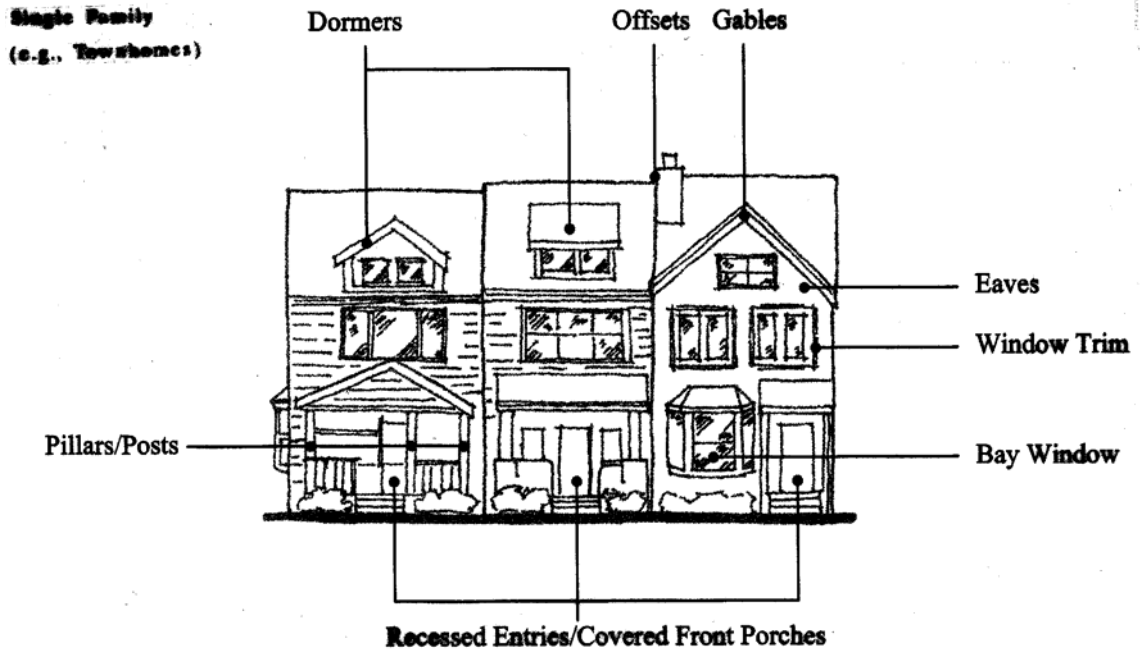 Single Family
(e.g., Townhomes)
Dormers
Offsets
Gables
Eaves
Window Trim
Pillars/Posts
Bay Window
Recessed Entries/Covered Front Porches